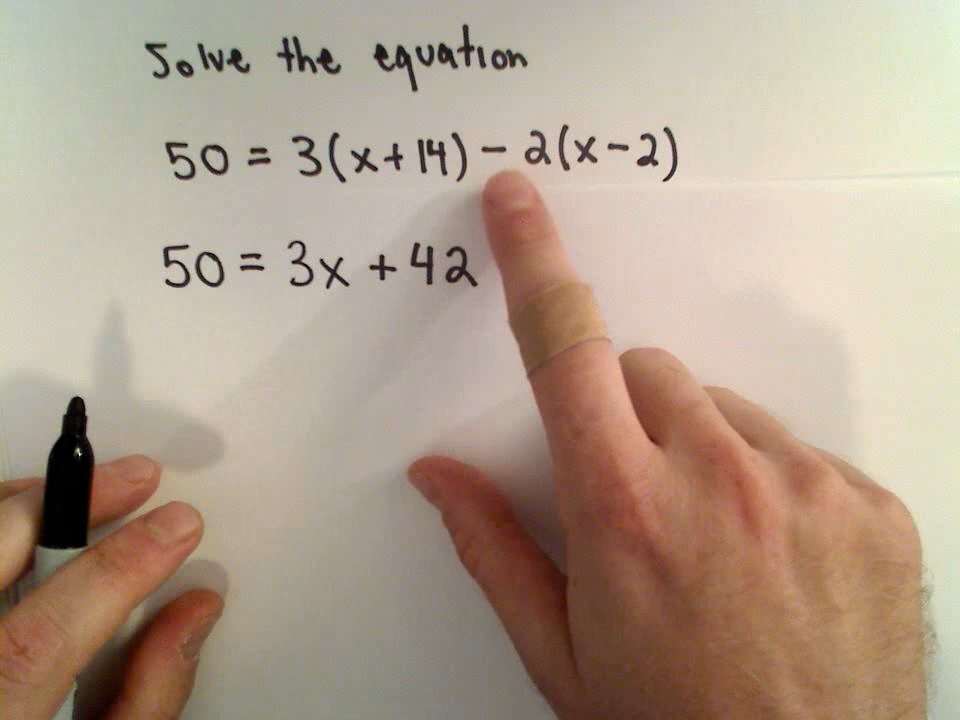 Solve the equation
50 = 3(x+14) - 2(x-2)
50 = 3x + 42